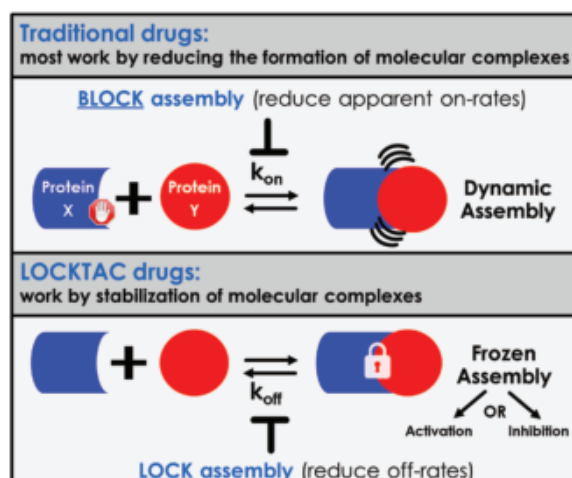 Traditional drugs:
most work by reducing the formation of molecular complexes
BLOCK assembly (reduce apparent on-rates)
Protein
X
+
Protein
Y
kon
Dynamic
Assembly
LOCKTAC drugs:
work by stabilization of molecular complexes
+
koff
Frozen
Assembly
OR
Activation Inhibition
LOCK assembly (reduce off-rates)